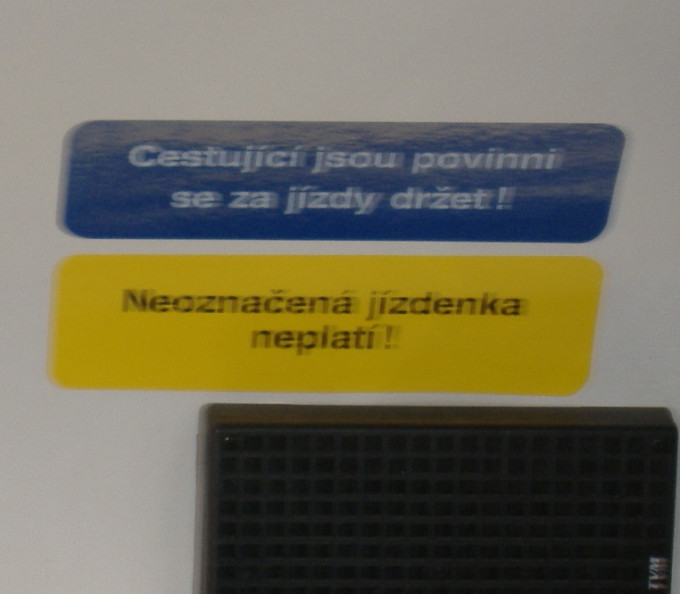 Cestující jsou povinni
se za jízdy držet!
Neoznačená jízdenka
neplatí!